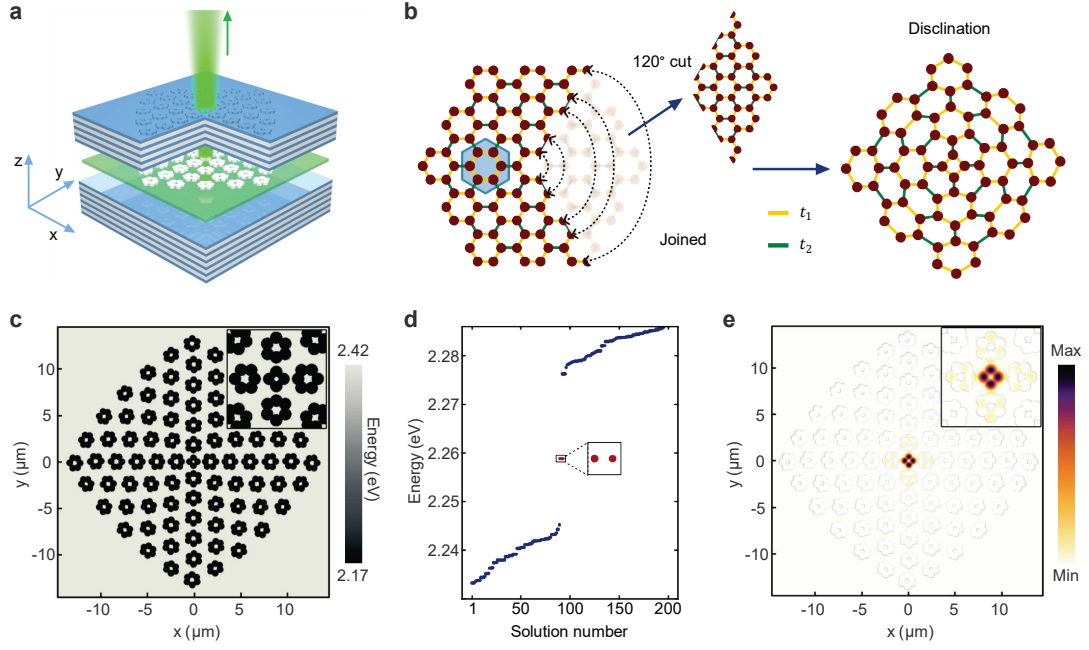 a
z
y
x
b
120° cut
Joined
t₁
t₂
Disclination
c
2.42
Energy (eV)
2.17
10
5
0
-5
-10
y (μm)
-10
-5
0
5
10
x (μm)
d
2.28
2.27
2.26
2.25
2.24
Energy (eV)
1
50
100
150
200
Solution number
e
Max
Min
10
5
0
-5
-10
y (μm)
-10
-5
0
5
10
x (μm)